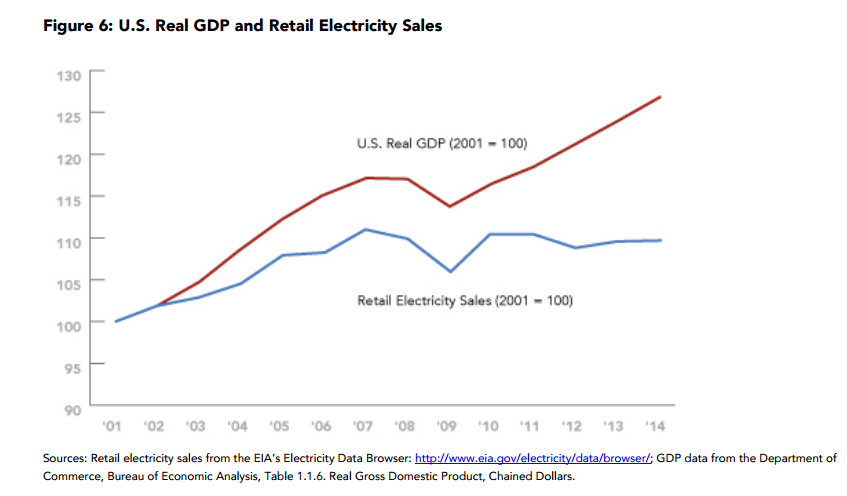 Figure 6: U.S. Real GDP and Retail Electricity Sales
130
125
U.S. Real GDP (2001 = 100)
120
115
110
105
Retail Electricity Sales (2001 = 100)
100
95
90
'01 '02 '03 '04 '05 '06 '07 '08 '09 '10 '11 '12 '13 '14
Sources: Retail electricity sales from the EIA's Electricity Data Browser: http://www.eia.gov/electricity/data/browser/; GDP data from the Department of
Commerce, Bureau of Economic Analysis, Table 1.1.6. Real Gross Domestic Product, Chained Dollars.